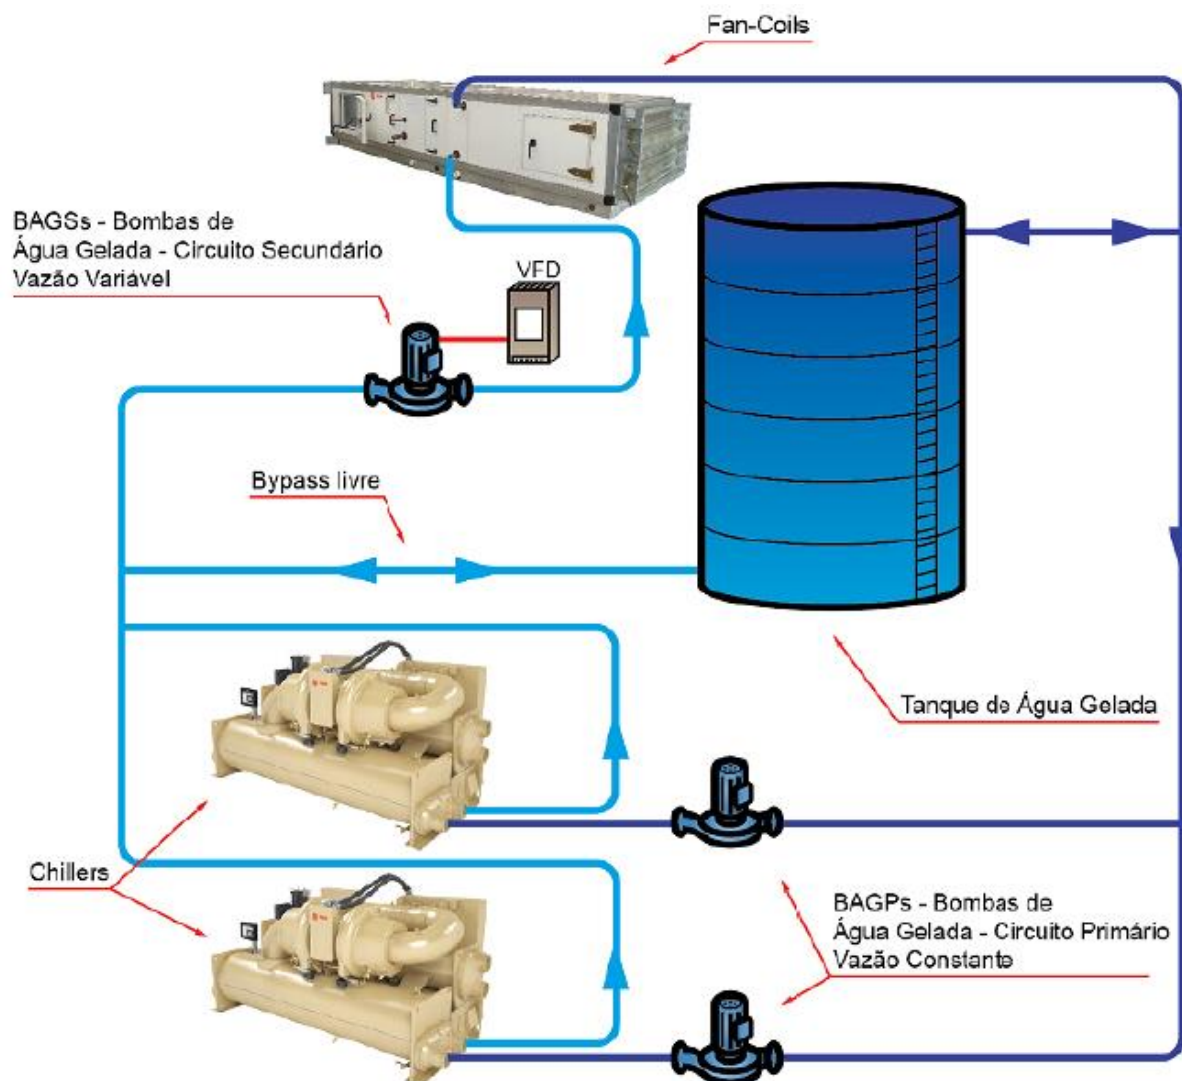 Fan-Coils
BAGSs - Bombas de
Água Gelada - Circuito Secundário
Vazão Variável
VFD
Bypass livre
Tanque de Água Gelada
Chillers
BAGPs - Bombas de
Água Gelada - Circuito Primário
Vazão Constante